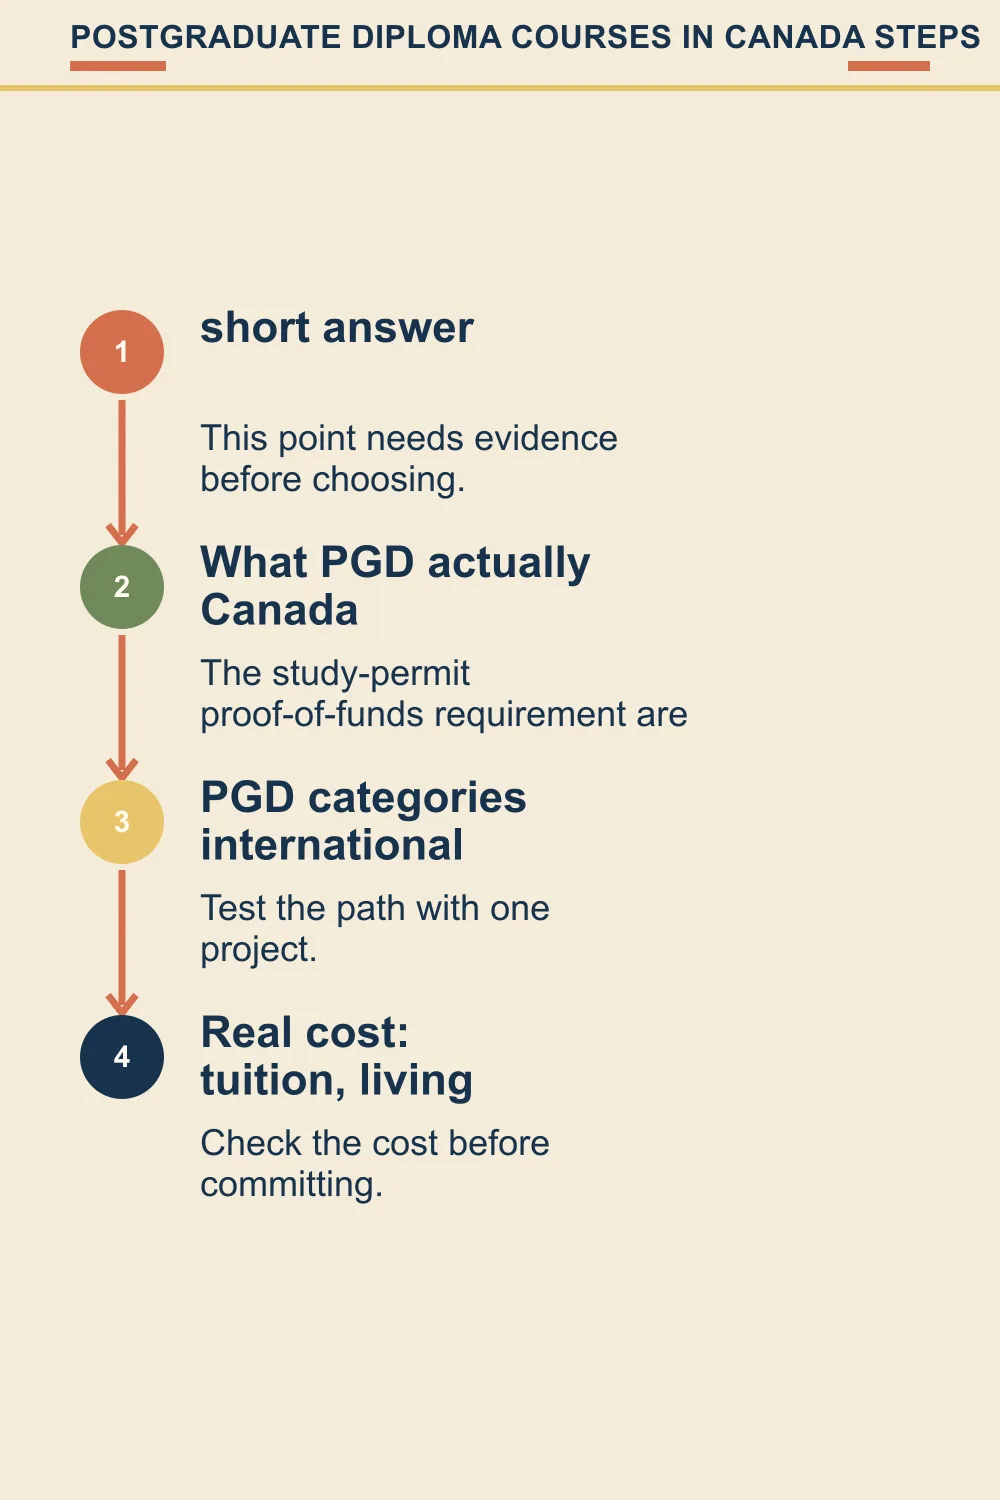 POSTGRADUATE DIPLOMA COURSES IN CANADA STEPS
1
short answer
This point needs evidence
before choosing.
2
What PGD actually
Canada
The study-permit
proof-of-funds requirement are
3
PGD categories
international
Test the path with one
project.
4
Real cost:
tuition, living
Check the cost before
committing.